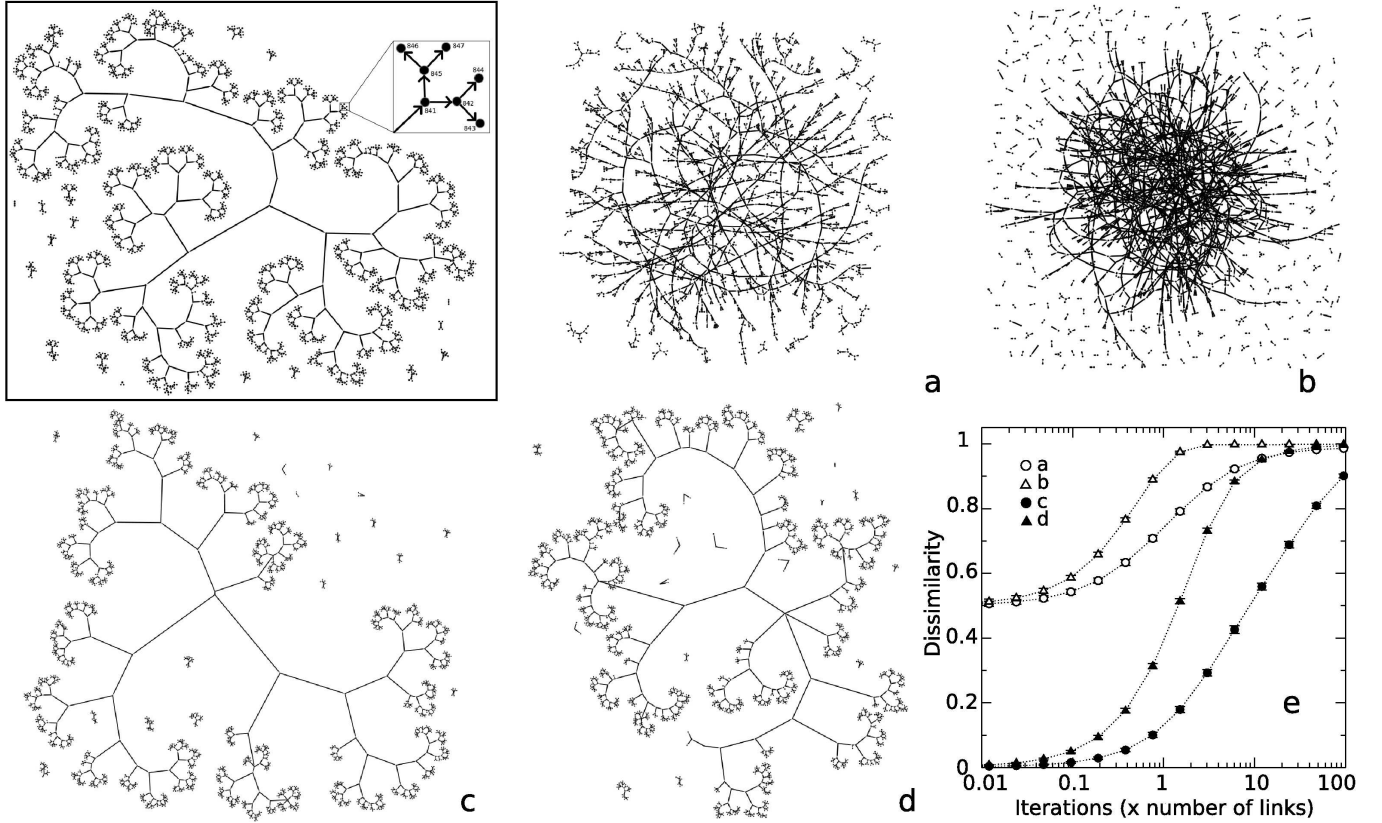 846 847
845 844
841 842
843
a
b
c
d
1
0.8
0.6
0.4
0.2
0
a
b
c
d
e
Dissimilarity
0.01 0.1 1 10 100
Iterations (x number of links)